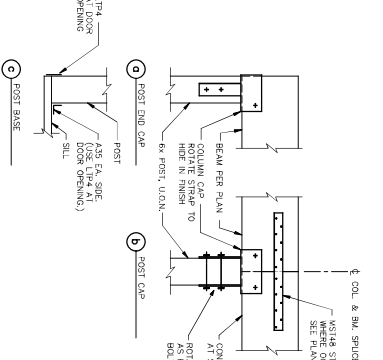 ℄ COL. & BM. SPLICE
MST48 ST
WHERE O
SEE PLAN
BEAM PER PLAN
COLUMN CAP
ROTATE STRAP TO
HIDE IN FINISH
6x POST, U.O.N.
CON
AT
ROT.
AS
BOL
a POST END CAP
b POST CAP
LTP4
AT DOOR
OPENING
POST
A35 EA. SIDE.
(USE LTP4 AT
DOOR OPENING.)
SILL
c POST BASE